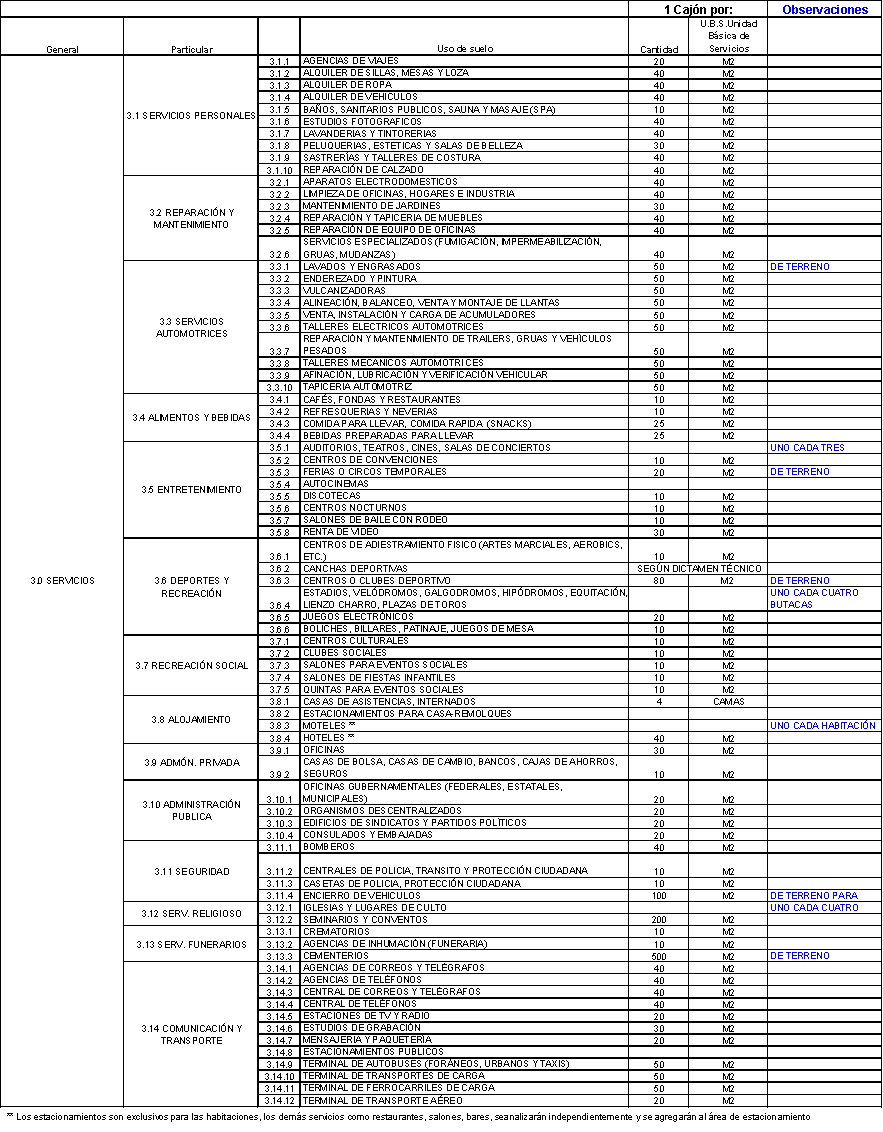 1 Cajón por: Observaciones
General Particular Uso de suelo Cantidad U.B.S.Unidad Básica de Servicios
3.0 SERVICIOS
3.1 SERVICIOS PERSONALES
3.1.1 AGENCIAS DE VIAJES 20 M2
3.1.2 ALQUILER DE SILLAS, MESAS Y LOZA 40 M2
3.1.3 ALQUILER DE ROPA 40 M2
3.1.4 ALQUILER DE VEHICULOS 40 M2
3.1.5 BAÑOS, SANITARIOS PUBLICOS, SAUNA Y MASAJE (SPA) 10 M2
3.1.6 ESTUDIOS FOTOGRAFICOS 40 M2
3.1.7 LAVANDERIAS Y TINTORERIAS 40 M2
3.1.8 PELUQUERIAS, ESTETICAS Y SALAS DE BELLEZA 30 M2
3.1.9 SASTRERÍAS Y TALLERES DE COSTURA 40 M2
3.1.10 REPARACIÓN DE CALZADO 40 M2
3.2 REPARACIÓN Y MANTENIMIENTO
3.2.1 APARATOS ELECTRODOMESTICOS 40 M2
3.2.2 LIMPIEZA DE OFICINAS, HOGARES E INDUSTRIA 40 M2
3.2.3 MANTENIMIENTO DE JARDINES 30 M2
3.2.4 REPARACIÓN Y TAPICERIA DE MUEBLES 40 M2
3.2.5 REPARACIÓN DE EQUIPO DE OFICINAS 40 M2
3.2.6 SERVICIOS ESPECIALIZADOS (FUMIGACIÓN, IMPERMEABILIZACIÓN, GRUAS, MUDANZAS) 40 M2
3.3 SERVICIOS AUTOMOTRICES
3.3.1 LAVADOS Y ENGRASADOS 50 M2 DE TERRENO
3.3.2 ENDEREZADO Y PINTURA 50 M2
3.3.3 VULCANIZADORAS 50 M2
3.3.4 ALINEACIÓN, BALANCEO, VENTA Y MONTAJE DE LLANTAS 50 M2
3.3.5 VENTA, INSTALACIÓN Y CARGA DE ACUMULADORES 50 M2
3.3.6 TALLERES ELECTRICOS AUTOMOTRICES 50 M2
3.3.7 REPARACIÓN Y MANTENIMIENTO DE TRAILERS, GRUAS Y VEHÍCULOS PESADOS 50 M2
3.3.8 TALLERES MECANICOS AUTOMOTRICES 50 M2
3.3.9 AFINACIÓN, LUBRICACIÓN Y VERIFICACIÓN VEHICULAR 50 M2
3.3.10 TAPICERIA AUTOMOTRIZ 50 M2
3.4 ALIMENTOS Y BEBIDAS
3.4.1 CAFÉS, FONDAS Y RESTAURANTES 10 M2
3.4.2 REFRESQUERIAS Y NEVERIAS 10 M2
3.4.3 COMIDA PARA LLEVAR, COMIDA RAPIDA (SNACKS) 25 M2
3.4.4 BEBIDAS PREPARADAS PARA LLEVAR 25 M2
3.5 ENTRETENIMIENTO
3.5.1 AUDITORIOS, TEATROS, CINES, SALAS DE CONCIERTOS UNO CADA TRES
3.5.2 CENTROS DE CONVENCIONES 10 M2
3.5.3 FERIAS O CIRCOS TEMPORALES 20 M2 DE TERRENO
3.5.4 AUTOCINEMAS
3.5.5 DISCOTECAS 10 M2
3.5.6 CENTROS NOCTURNOS 10 M2
3.5.7 SALONES DE BAILE CON RODEO 10 M2
3.5.8 RENTA DE VIDEO 30 M2
3.6 DEPORTES Y RECREACIÓN
3.6.1 CENTROS DE ADIESTRAMIENTO FISICO (ARTES MARCIALES, AEROBICS, ETC.) 10 M2
3.6.2 CANCHAS DEPORTIVAS SEGÚN DICTAMEN TÉCNICO
3.6.3 CENTROS O CLUBES DEPORTIVO 80 M2 DE TERRENO
3.6.4 ESTADIOS, VELÓDROMOS, GALGODROMOS, HIPÓDROMOS, EQUITACIÓN, LIENZO CHARRO, PLAZAS DE TOROS UNO CADA CUATRO BUTACAS
3.6.5 JUEGOS ELECTRÓNICOS 20 M2
3.6.6 BOLICHES, BILLARES, PATINAJE, JUEGOS DE MESA 10 M2
3.7 RECREACIÓN SOCIAL
3.7.1 CENTROS CULTURALES 10 M2
3.7.2 CLUBES SOCIALES 10 M2
3.7.3 SALONES PARA EVENTOS SOCIALES 10 M2
3.7.4 SALONES DE FIESTAS INFANTILES 10 M2
3.7.5 QUINTAS PARA EVENTOS SOCIALES 10 M2
3.8 ALOJAMIENTO
3.8.1 CASAS DE ASISTENCIAS, INTERNADOS 4 CAMAS
3.8.2 ESTACIONAMIENTOS PARA CASA-REMOLQUES
3.8.3 MOTELES ** UNO CADA HABITACIÓN
3.8.4 HOTELES ** 40 M2
3.9 ADMÓN. PRIVADA
3.9.1 OFICINAS 30 M2
3.9.2 CASAS DE BOLSA, CASAS DE CAMBIO, BANCOS, CAJAS DE AHORROS, SEGUROS 10 M2
3.10 ADMINISTRACIÓN PUBLICA
3.10.1 OFICINAS GUBERNAMENTALES (FEDERALES, ESTATALES, MUNICIPALES) 20 M2
3.10.2 ORGANISMOS DESCENTRALIZADOS 20 M2
3.10.3 EDIFICIOS DE SINDICATOS Y PARTIDOS POLÍTICOS 20 M2
3.10.4 CONSULADOS Y EMBAJADAS 20 M2
3.11 SEGURIDAD
3.11.1 BOMBEROS 40 M2
3.11.2 CENTRALES DE POLICIA, TRANSITO Y PROTECCIÓN CIUDADANA 10 M2
3.11.3 CASETAS DE POLICIA, PROTECCIÓN CIUDADANA 10 M2
3.11.4 ENCIERRO DE VEHICULOS 100 M2 DE TERRENO PARA
3.12 SERV. RELIGIOSO
3.12.1 IGLESIAS Y LUGARES DE CULTO UNO CADA CUATRO
3.12.2 SEMINARIOS Y CONVENTOS 200 M2
3.13 SERV. FUNERARIOS
3.13.1 CREMATORIOS 10 M2
3.13.2 AGENCIAS DE INHUMACIÓN (FUNERARIA) 10 M2
3.13.3 CEMENTERIOS 500 M2 DE TERRENO
3.14 COMUNICACIÓN Y TRANSPORTE
3.14.1 AGENCIAS DE CORREOS Y TELÉGRAFOS 40 M2
3.14.2 AGENCIAS DE TELÉFONOS 40 M2
3.14.3 CENTRAL DE CORREOS Y TELÉGRAFOS 40 M2
3.14.4 CENTRAL DE TELÉFONOS 40 M2
3.14.5 ESTACIONES DE TV Y RADIO 20 M2
3.14.6 ESTUDIOS DE GRABACIÓN 30 M2
3.14.7 MENSAJERIA Y PAQUETERÍA 20 M2
3.14.8 ESTACIONAMIENTOS PUBLICOS
3.14.9 TERMINAL DE AUTOBUSES (FORÁNEOS, URBANOS Y TAXIS) 50 M2
3.14.10 TERMINAL DE TRANSPORTES DE CARGA 50 M2
3.14.11 TERMINAL DE FERROCARRILES DE CARGA 50 M2
3.14.12 TERMINAL DE TRANSPORTE AÉREO 20 M2
** Los estacionamientos son exclusivos para las habitaciones, los demás servicios como restaurantes, salones, bares, seanalizarán independientemente y se agregarán al área de estacionamiento